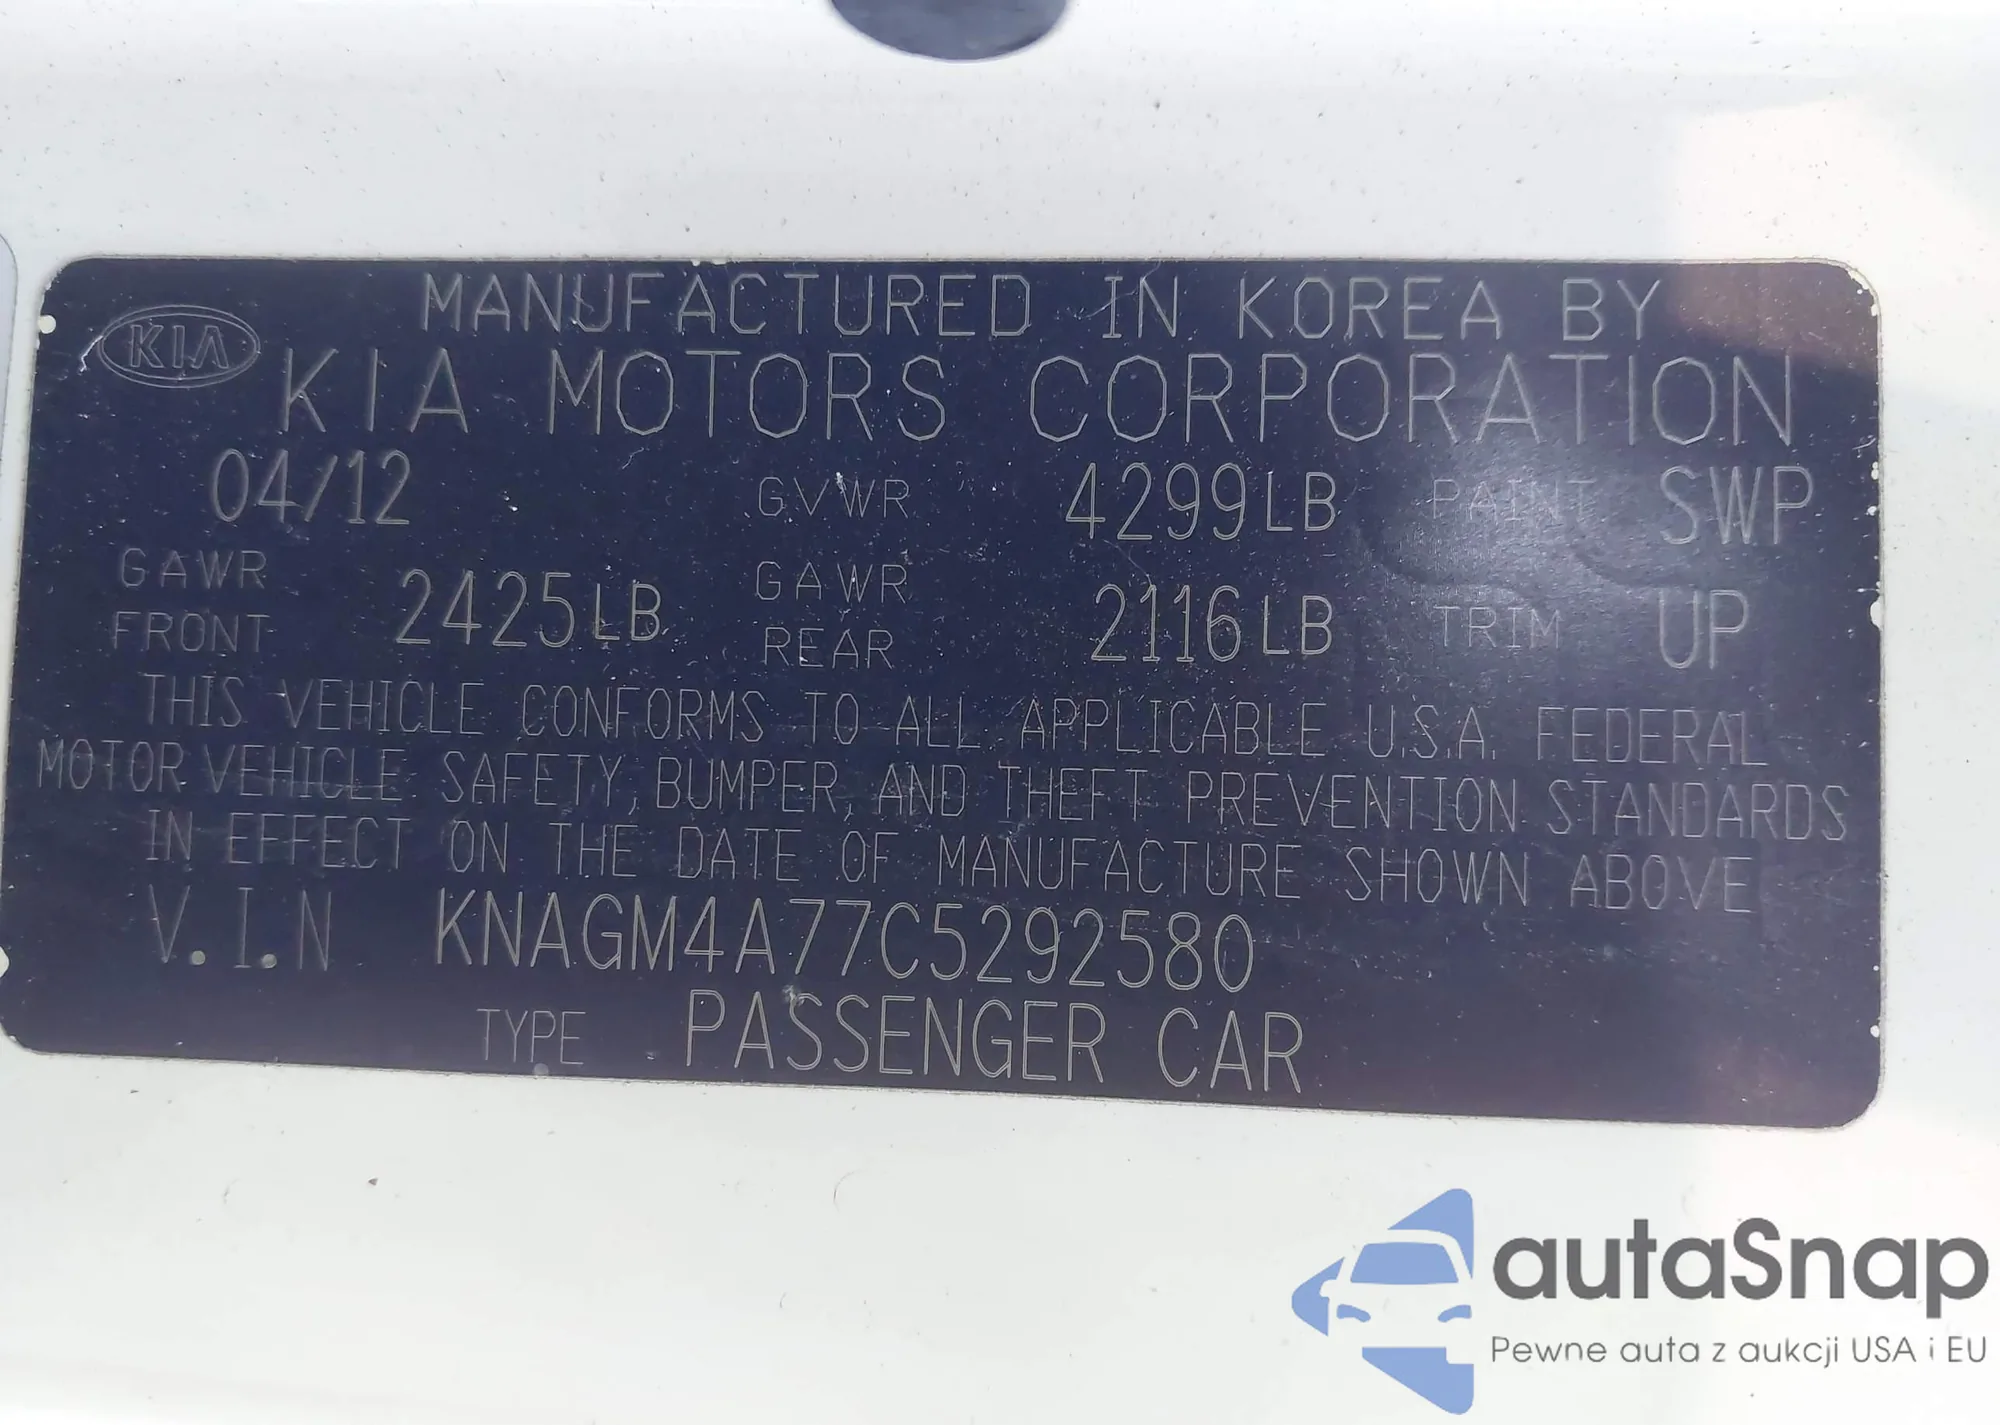 MANUFACTURED IN KOREA BY
KIA
KIA MOTORS CORPORATION
04/12 GVWR 4299LB PAINT SWP
GAWR FRONT 2425LB GAWR REAR 2116LB TRIM UP
THIS VEHICLE CONFORMS TO ALL APPLICABLE U.S.A. FEDERAL
MOTOR VEHICLE SAFETY, BUMPER, AND THEFT PREVENTION STANDARDS
IN EFFECT ON THE DATE OF MANUFACTURE SHOWN ABOVE
V.I.N KNAGM4A77C5292580
TYPE PASSENGER CAR
autaSnap
Pewne auta z aukcji USA i EU